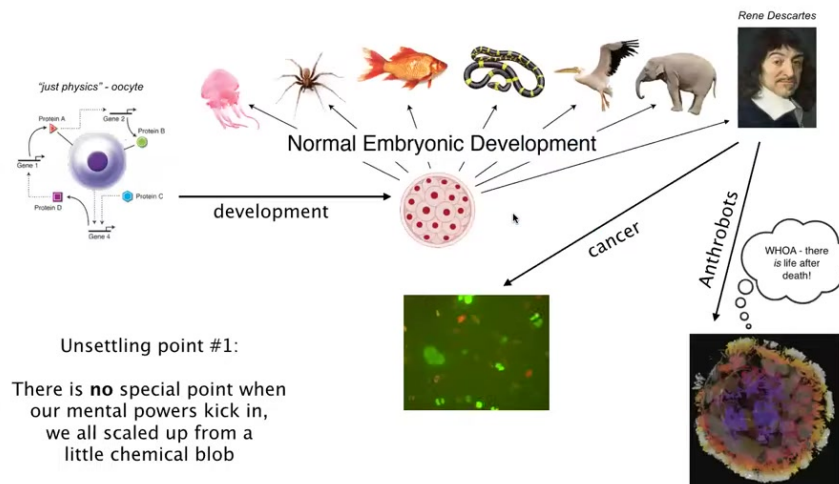 Rene Descartes
"just physics" - oocyte
Protein A
Gene 2
Protein B
Gene 1
Protein D
Protein C
Gene 4
Normal Embryonic Development
development
cancer
Anthrobots
WHOA - there
is life after
death!
Unsettling point #1:
There is no special point when
our mental powers kick in,
we all scaled up from a
little chemical blob